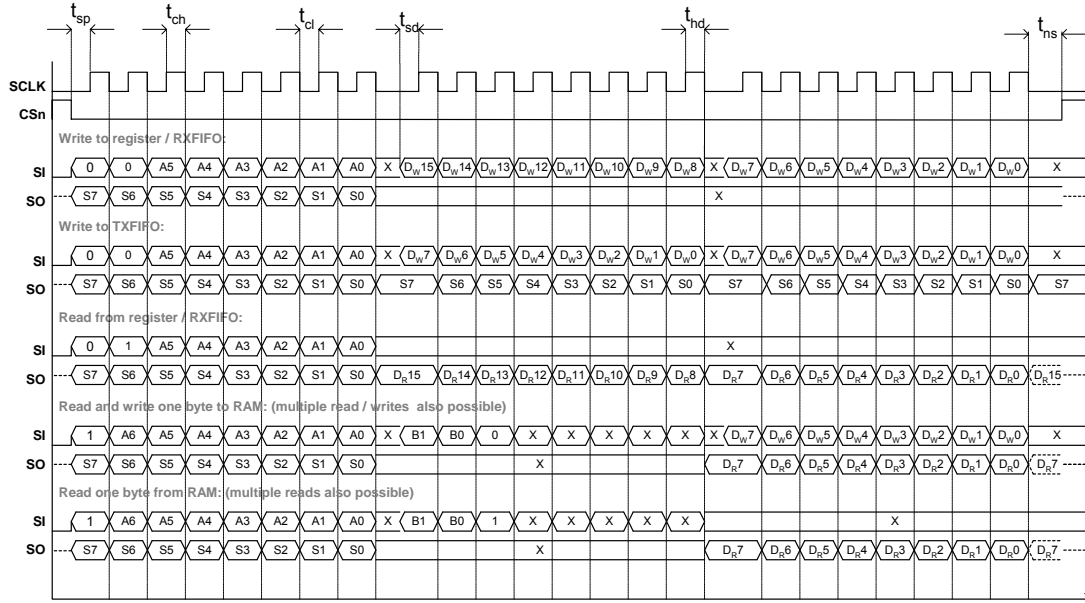 tsp tch tcl tsd thd tns
SCLK
CSn
Write to register / RXFIFO:
SI 0 0 A5 A4 A3 A2 A1 A0 X DW15 DW14 DW13 DW12 DW11 DW10 DW9 DW8 X DW7 DW6 DW5 DW4 DW3 DW2 DW1 DW0 X
SO S7 S6 S5 S4 S3 S2 S1 S0 X
Write to TXFIFO:
SI 0 0 A5 A4 A3 A2 A1 A0 X DW7 DW6 DW5 DW4 DW3 DW2 DW1 DW0 X DW7 DW6 DW5 DW4 DW3 DW2 DW1 DW0 X
SO S7 S6 S5 S4 S3 S2 S1 S0 S7 S6 S5 S4 S3 S2 S1 S0 S7 S6 S5 S4 S3 S2 S1 S0 S7
Read from register / RXFIFO:
SI 0 1 A5 A4 A3 A2 A1 A0 X
SO S7 S6 S5 S4 S3 S2 S1 S0 DR15 DR14 DR13 DR12 DR11 DR10 DR9 DR8 DR7 DR6 DR5 DR4 DR3 DR2 DR1 DR0 DR15
Read and write one byte to RAM: (multiple read / writes also possible)
SI 1 A6 A5 A4 A3 A2 A1 A0 X B1 B0 0 X X X X X X DW7 DW6 DW5 DW4 DW3 DW2 DW1 DW0 X
SO S7 S6 S5 S4 S3 S2 S1 S0 X DR7 DR6 DR5 DR4 DR3 DR2 DR1 DR0 DR7
Read one byte from RAM: (multiple reads also possible)
SI 1 A6 A5 A4 A3 A2 A1 A0 X B1 B0 1 X X X X X X
SO S7 S6 S5 S4 S3 S2 S1 S0 X DR7 DR6 DR5 DR4 DR3 DR2 DR1 DR0 DR7